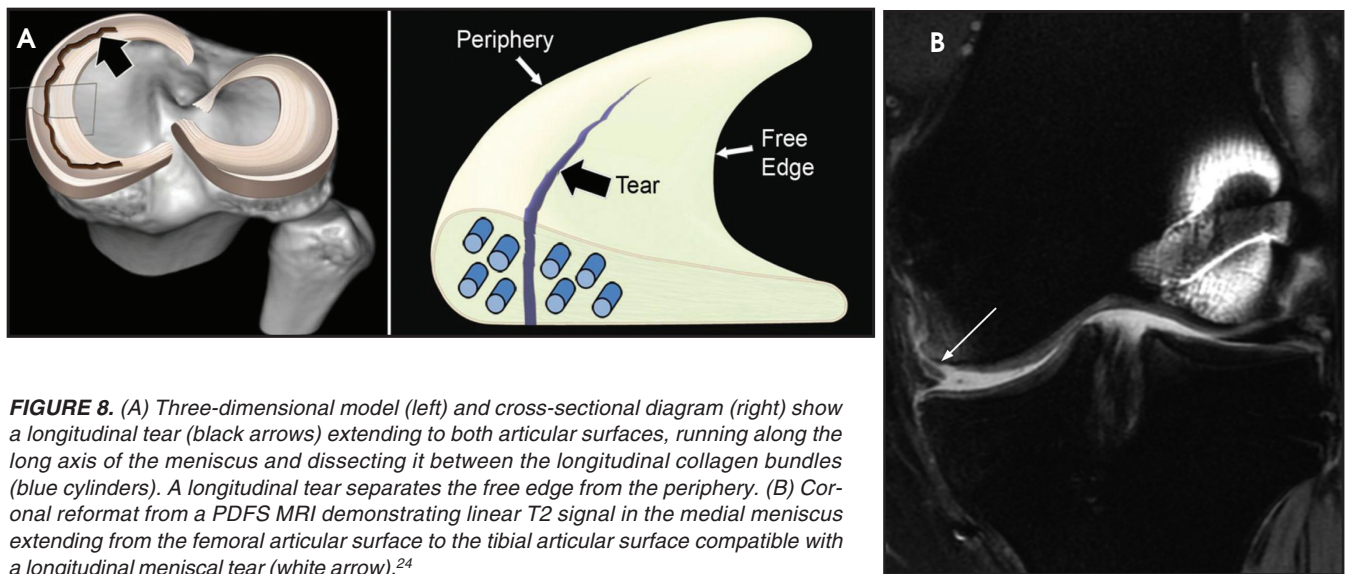 A
Periphery
Free
Edge
Tear
B
FIGURE 8. (A) Three-dimensional model (left) and cross-sectional diagram (right) show
a longitudinal tear (black arrows) extending to both articular surfaces, running along the
long axis of the meniscus and dissecting it between the longitudinal collagen bundles
(blue cylinders). A longitudinal tear separates the free edge from the periphery. (B) Cor-
onal reformat from a PDFS MRI demonstrating linear T2 signal in the medial meniscus
extending from the femoral articular surface to the tibial articular surface compatible with
a longitudinal meniscal tear (white arrow).24